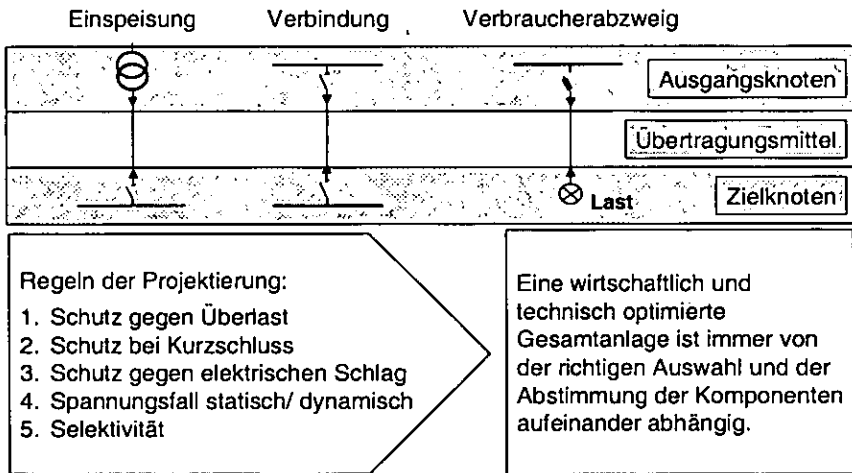 Einspeisung Verbindung Verbraucherabzweig
Ausgangsknoten
Übertragungsmittel
Last Zielknoten
Regeln der Projektierung:
1. Schutz gegen Überlast
2. Schutz bei Kurzschluss
3. Schutz gegen elektrischen Schlag
4. Spannungsfall statisch/ dynamisch
5. Selektivität
Eine wirtschaftlich und
technisch optimierte
Gesamtanlage ist immer von
der richtigen Auswahl und der
Abstimmung der Komponenten
aufeinander abhängig.